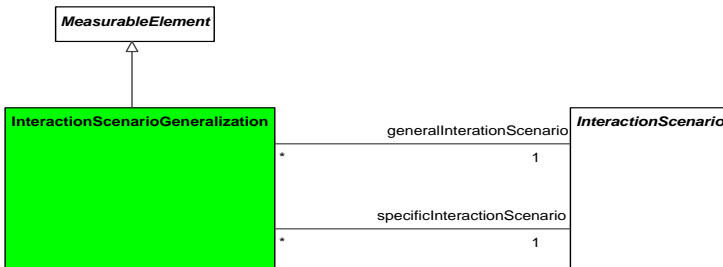 MeasurableElement
InteractionScenarioGeneralization
generalInterationScenario
InteractionScenario
* 1
specificInteractionScenario
* 1